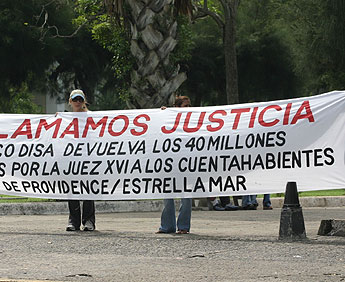 LAMAMOS JUSTICIA
CO DISA DEVUELVA LOS 40 MILLONES
S POR LA JUEZ XVI A LOS CUENTAHABIENTES
DE PROVIDENCE/ESTRELLA MAR